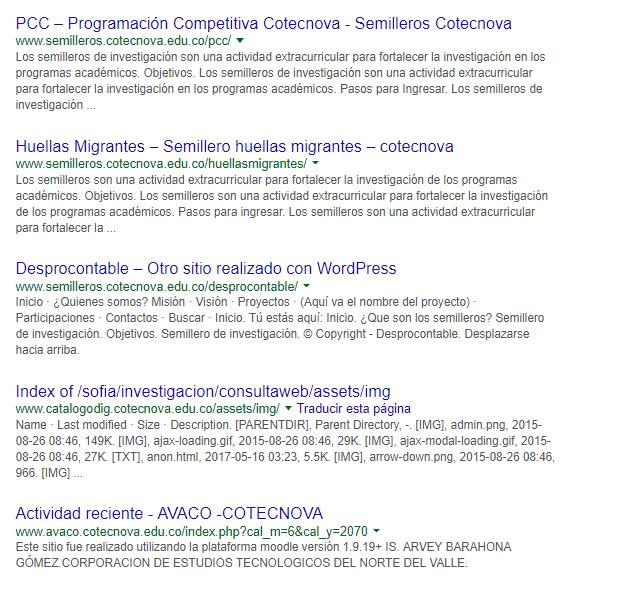 PCC – Programación Competitiva Cotecnova - Semilleros Cotecnova
www.semilleros.cotecnova.edu.co/pcc/
Los semilleros de investigación son una actividad extracurricular para fortalecer la investigación en los
programas académicos. Objetivos. Los semilleros de investigación son una actividad extracurricular
para fortalecer la investigación en los programas académicos. Pasos para Ingresar. Los semilleros de
investigación ...
Huellas Migrantes – Semillero huellas migrantes – cotecnova
www.semilleros.cotecnova.edu.co/huellasmigrantes/
Los semilleros son una actividad extracurricular para fortalecer la investigación de los programas
académicos. Objetivos. Los semilleros son una actividad extracurricular para fortalecer la investigación
de los programas académicos. Pasos para ingresar. Los semilleros son una actividad extracurricular
para fortalecer la ...
Desprocontable – Otro sitio realizado con WordPress
www.semilleros.cotecnova.edu.co/desprocontable/
Inicio · ¿Quienes somos? Misión · Visión · Proyectos · (Aquí va el nombre del proyecto) ·
Participaciones · Contactos · Buscar · Inicio. Tú estás aquí: Inicio. ¿Que son los semilleros? Semillero
de investigación. Objetivos. Semillero de investigación. © Copyright - Desprocontable. Desplazarse
hacia arriba.
Index of /sofia/investigacion/consultaweb/assets/img
www.catalogodig.cotecnova.edu.co/assets/img/ Traducir esta página
Name · Last modified · Size · Description. [PARENTDIR], Parent Directory, -. [IMG], admin.png, 2015-
08-26 08:46, 149K. [IMG], ajax-loading.gif, 2015-08-26 08:46, 29K. [IMG], ajax-modal-loading.gif, 2015-
08-26 08:46, 27K. [TXT], anon.html, 2017-05-16 03:23, 5.5K. [IMG], arrow-down.png, 2015-08-26 08:46,
966. [IMG] ...
Actividad reciente - AVACO -COTECNOVA
www.avaco.cotecnova.edu.co/index.php?cal_m=6&cal_y=2070
Este sitio fue realizado utilizando la plataforma moodle versión 1.9.19+ IS. ARVEY BARAHONA
GÓMEZ.CORPORACION DE ESTUDIOS TECNOLOGICOS DEL NORTE DEL VALLE.